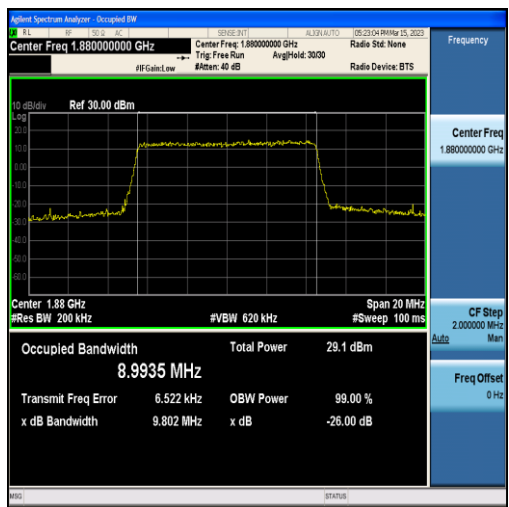 Agilent Spectrum Analyzer - Occupied BW
RL RF 50 Ω AC SENSE:INT ALIGN AUTO 05:23:04 PM Mar 15, 2023
Center Freq 1.880000000 GHz
Center Freq: 1.880000000 GHz
Radio Std: None
Trig: Free Run Avg|Hold: 30/30
#IFGain:Low
#Atten: 40 dB
Radio Device: BTS
Frequency
10 dB/div Ref 30.00 dBm
Log
20.0
10.0
0.00
-10.0
-20.0
-30.0
-40.0
-50.0
-60.0
Center 1.88 GHz
Span 20 MHz
#Res BW 200 kHz
#VBW 620 kHz
#Sweep 100 ms
Center Freq
1.880000000 GHz
CF Step
2.000000 MHz
Auto Man
Freq Offset
0 Hz
Occupied Bandwidth
Total Power 29.1 dBm
8.9935 MHz
Transmit Freq Error 6.522 kHz
OBW Power 99.00 %
x dB Bandwidth 9.802 MHz
x dB -26.00 dB
MSG
STATUS